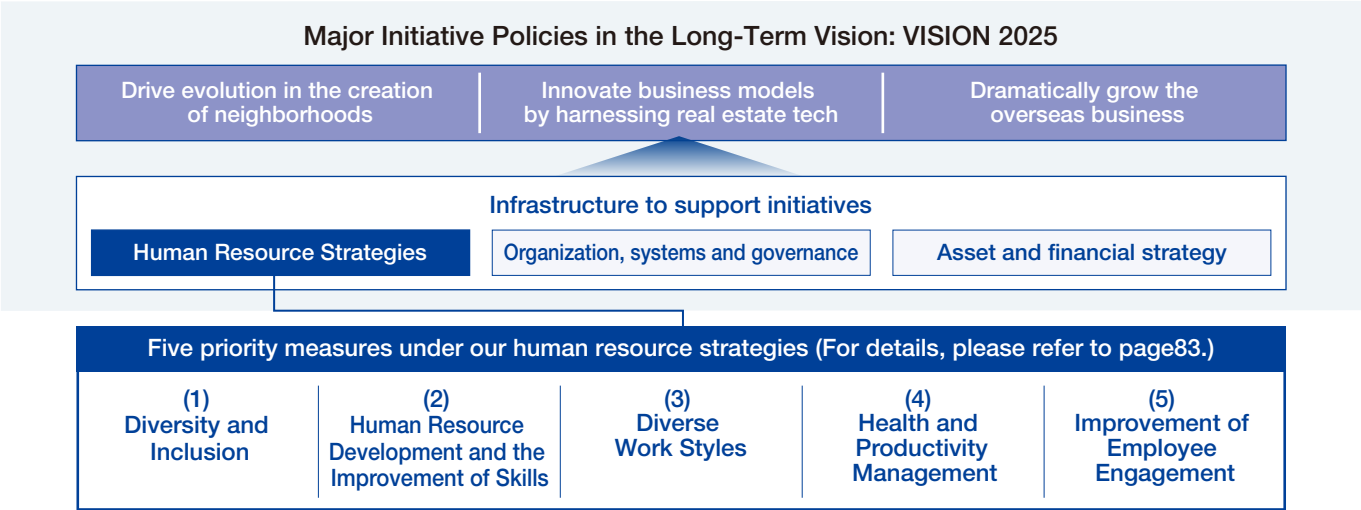 Major Initiative Policies in the Long-Term Vision: VISION 2025
Drive evolution in the creation
of neighborhoods
Innovate business models
by harnessing real estate tech
Dramatically grow the
overseas business
Infrastructure to support initiatives
Human Resource Strategies
Organization, systems and governance
Asset and financial strategy
Five priority measures under our human resource strategies (For details, please refer to page83.)
(1)
Diversity and
Inclusion
(2)
Human Resource
Development and the
Improvement of Skills
(3)
Diverse
Work Styles
(4)
Health and
Productivity
Management
(5)
Improvement of
Employee
Engagement